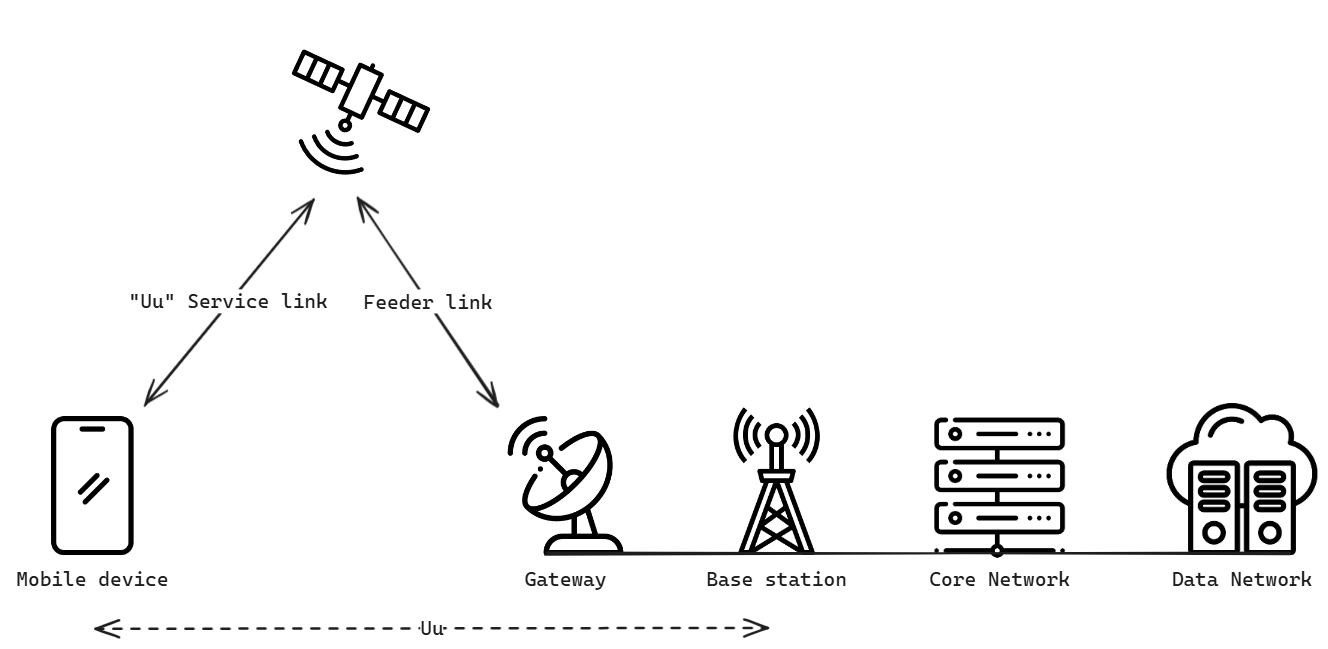 "Uu" Service link
Feeder link
Mobile device
Gateway
Base station
Core Network
Data Network
Uu